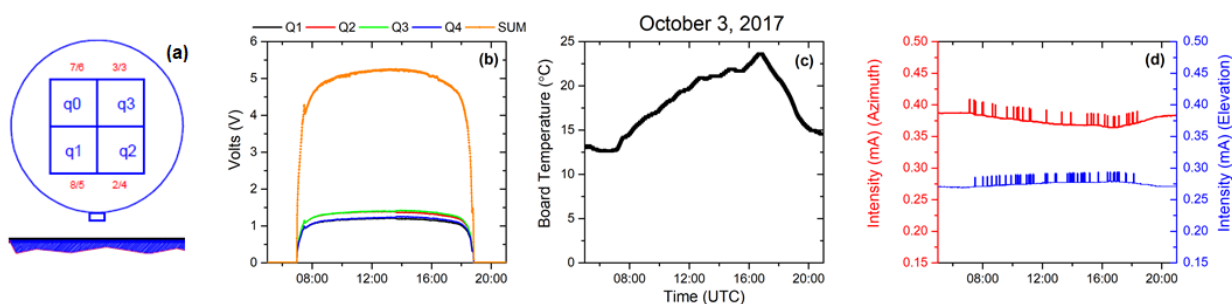 (a)
7/6 3/3
q0 q3
q1 q2
8/5 2/4
Q1 Q2 Q3 Q4 SUM
(b)
Volts (V)
6
5
4
3
2
1
0
08:00 12:00 16:00 20:00
October 3, 2017
(c)
Board Temperature (°C)
25
20
15
10
5
0
08:00 12:00 16:00 20:00
Time (UTC)
(d)
Intensity (mA) (Azimuth)
0.50
0.45
0.40
0.35
0.30
0.25
0.20
0.15
08:00 12:00 16:00 20:00
0.50
0.45
0.40
0.35
0.30
0.25
0.20
0.15
Intensity (mA) (Elevation)